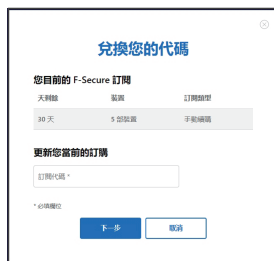 兌換您的代碼
您目前的 F-Secure 訂閱
天剩餘 裝置 訂閱類型
30 天 5 部裝置 手動續購
更新您當前的訂購
訂閱代碼 *
* 必填欄位
下一步 取消